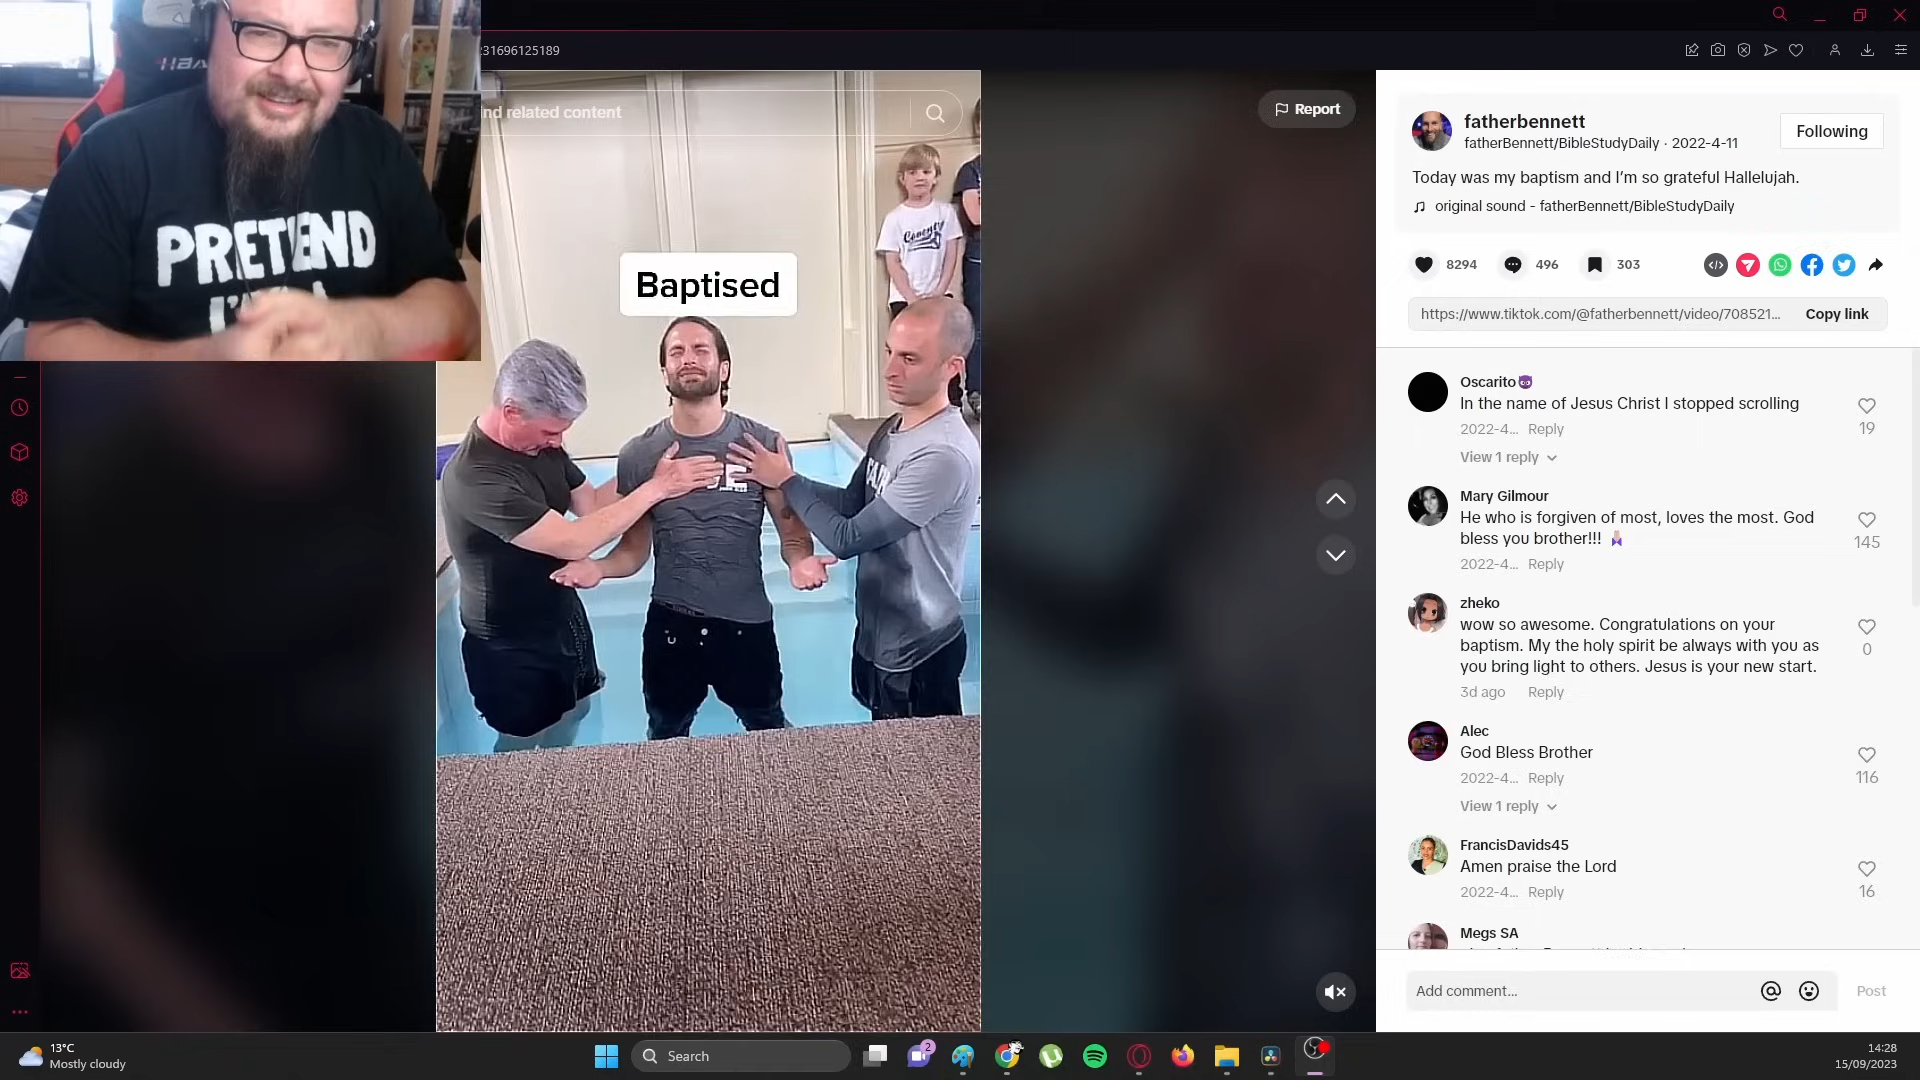 31696125189
nd related content
Report
PRETEND
I'M A
Baptised
Coventry
fatherbennett
fatherBennett/BibleStudyDaily · 2022-4-11
Following
Today was my baptism and I'm so grateful Hallelujah.
original sound - fatherBennett/BibleStudyDaily
8294
496
303
https://www.tiktok.com/@fatherbennett/video/708521...
Copy link
Oscarito
In the name of Jesus Christ I stopped scrolling
19
2022-4... Reply
View 1 reply
Mary Gilmour
He who is forgiven of most, loves the most. God
bless you brother!!!
145
2022-4... Reply
zheko
wow so awesome. Congratulations on your
baptism. My the holy spirit be always with you as
you bring light to others. Jesus is your new start.
0
3d ago Reply
Alec
God Bless Brother
116
2022-4... Reply
View 1 reply
FrancisDavids45
Amen praise the Lord
16
2022-4... Reply
Megs SA
Add comment...
Post
13°C
Mostly cloudy
Search
2
14:28
15/09/2023